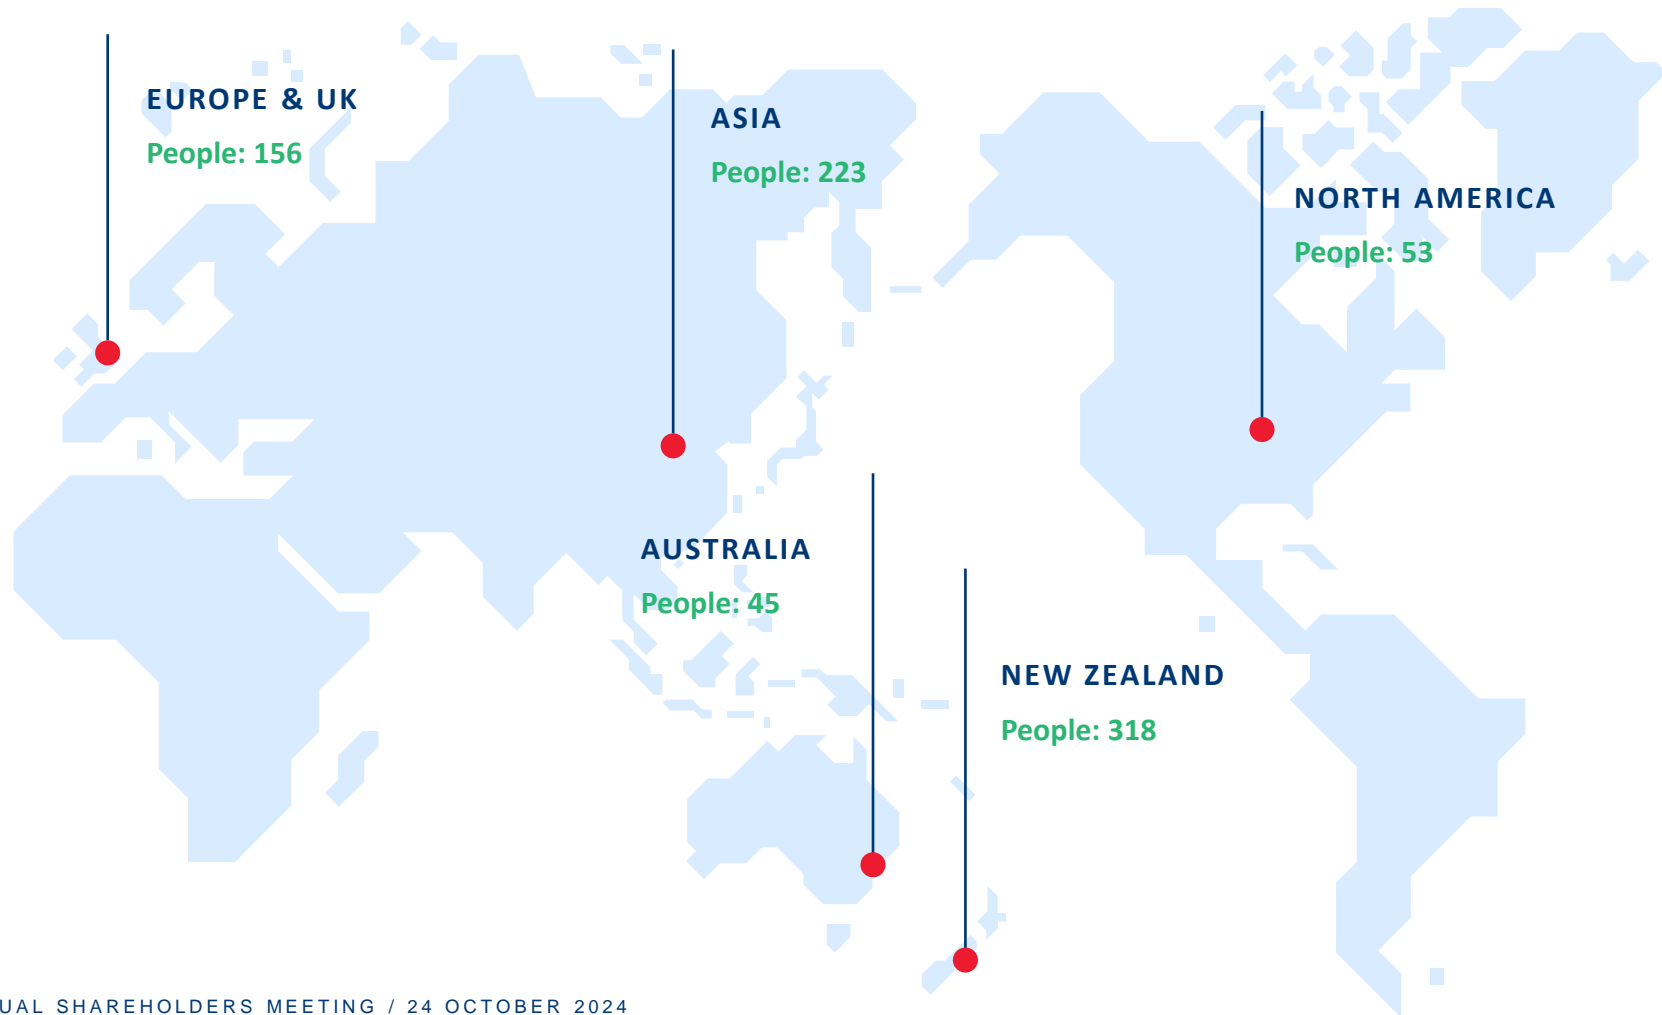 EUROPE & UK
People: 156
ASIA
People: 223
NORTH AMERICA
People: 53
AUSTRALIA
People: 45
NEW ZEALAND
People: 318
UAL SHAREHOLDERS MEETING / 24 OCTOBER 2024